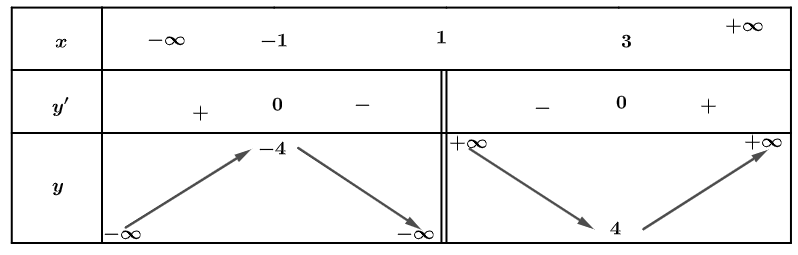 x −∞ −1 1 3 +∞
y′ + 0 − − 0 +
−4 +∞ +∞
y
−∞ −∞ 4